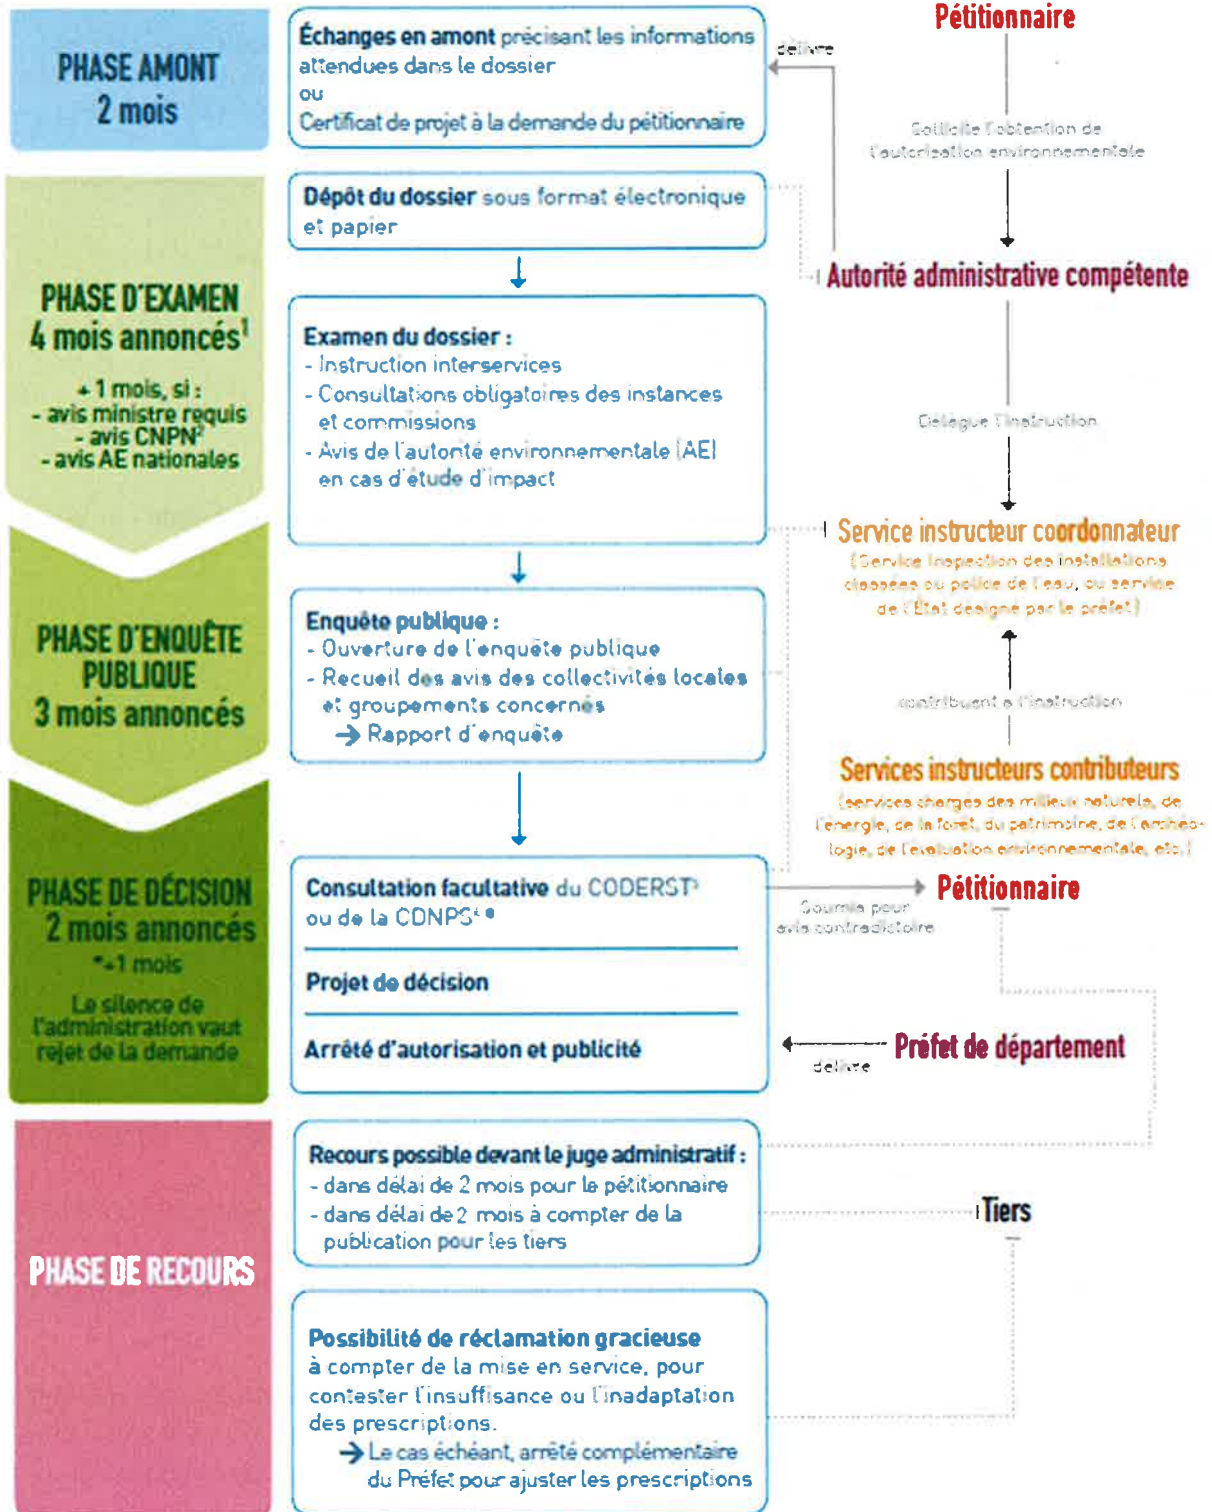 PHASE AMONT
2 mois
Échanges en amont précisant les informations
attendues dans le dossier
ou
Certificat de projet à la demande du pétitionnaire
délivre
Pétitionnaire
Sollicite l'obtention de
l'autorisation environnementale
Dépôt du dossier sous format électronique
et papier
Autorité administrative compétente
PHASE D'EXAMEN
4 mois annoncés¹
+ 1 mois, si :
- avis ministre requis
- avis CNPN²
- avis AE nationales
Examen du dossier :
- Instruction interservices
- Consultations obligatoires des instances
et commissions
- Avis de l'autorité environnementale (AE)
en cas d'étude d'impact
Délègue l'instruction
Service instructeur coordonnateur
(Service Inspection des installations
classées ou police de l'eau, ou service
de l'État désigné par le préfet)
PHASE D'ENQUÊTE
PUBLIQUE
3 mois annoncés
Enquête publique :
- Ouverture de l'enquête publique
- Recueil des avis des collectivités locales
et groupements concernés
→ Rapport d'enquête
contribuent à l'instruction
Services instructeurs contributeurs
(services chargés des milieux naturels, de
l'énergie, de la forêt, du patrimoine, de l'archéo-
logie, de l'évaluation environnementale, etc.)
PHASE DE DÉCISION
2 mois annoncés
*+1 mois
Le silence de
l'administration vaut
rejet de la demande
Consultation facultative du CODERST³
ou de la CDNPS⁴ *
Soumis pour
avis contradictoire
Pétitionnaire
Projet de décision
Arrêté d'autorisation et publicité
délivre
Préfet de département
PHASE DE RECOURS
Recours possible devant le juge administratif :
- dans délai de 2 mois pour le pétitionnaire
- dans délai de 2 mois à compter de la
publication pour les tiers
Tiers
Possibilité de réclamation gracieuse
à compter de la mise en service, pour
contester l'insuffisance ou l'inadaptation
des prescriptions.
→ Le cas échéant, arrêté complémentaire
du Préfet pour ajuster les prescriptions